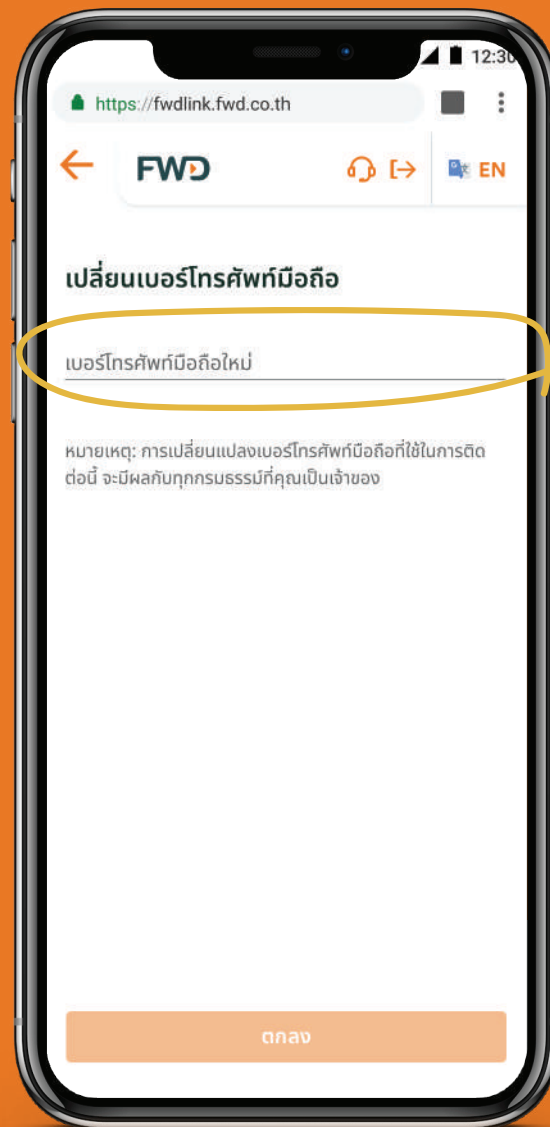 12:30
https://fwdlink.fwd.co.th
FWD
EN
เปลี่ยนเบอร์โทรศัพท์มือถือ
เบอร์โทรศัพท์มือถือใหม่
หมายเหตุ: การเปลี่ยนแปลงเบอร์โทรศัพท์มือถือที่ใช้ในการติด
ต่อนี้ จะมีผลกับทุกกรมธรรม์ที่คุณเป็นเจ้าของ
ตกลง